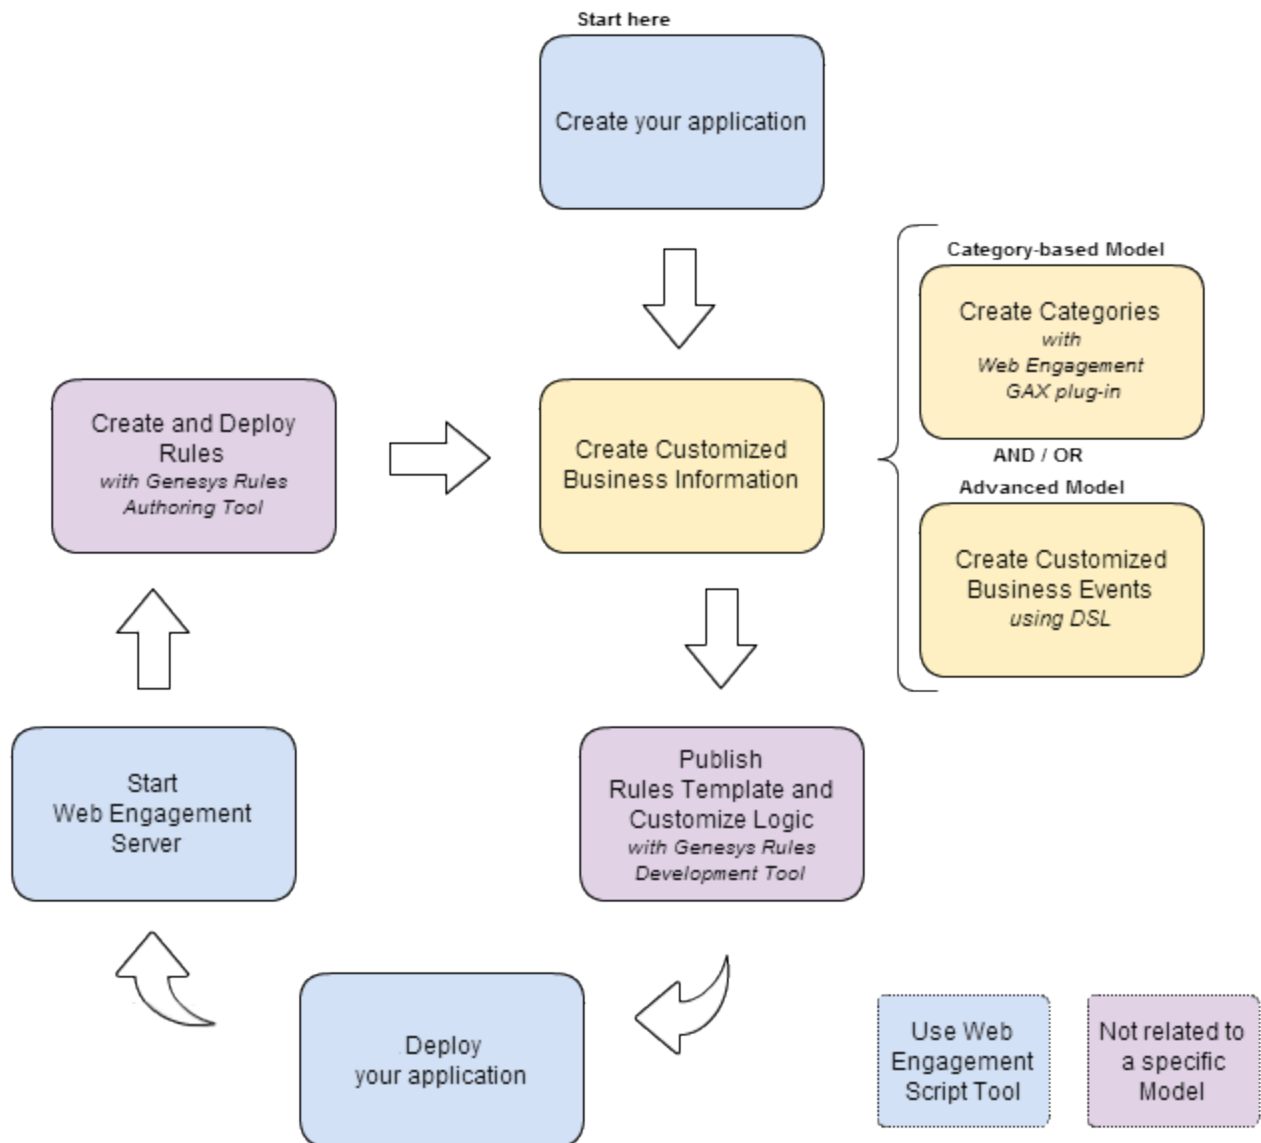 Start here
Create your application
Category-based Model
Create Categories
with
Web Engagement
GAX plug-in
AND / OR
Advanced Model
Create Customized
Business Events
using DSL
Create and Deploy
Rules
with Genesys Rules
Authoring Tool
Create Customized
Business Information
Start
Web Engagement
Server
Publish
Rules Template and
Customize Logic
with Genesys Rules
Development Tool
Deploy
your application
Use Web
Engagement
Script Tool
Not related to
a specific
Model